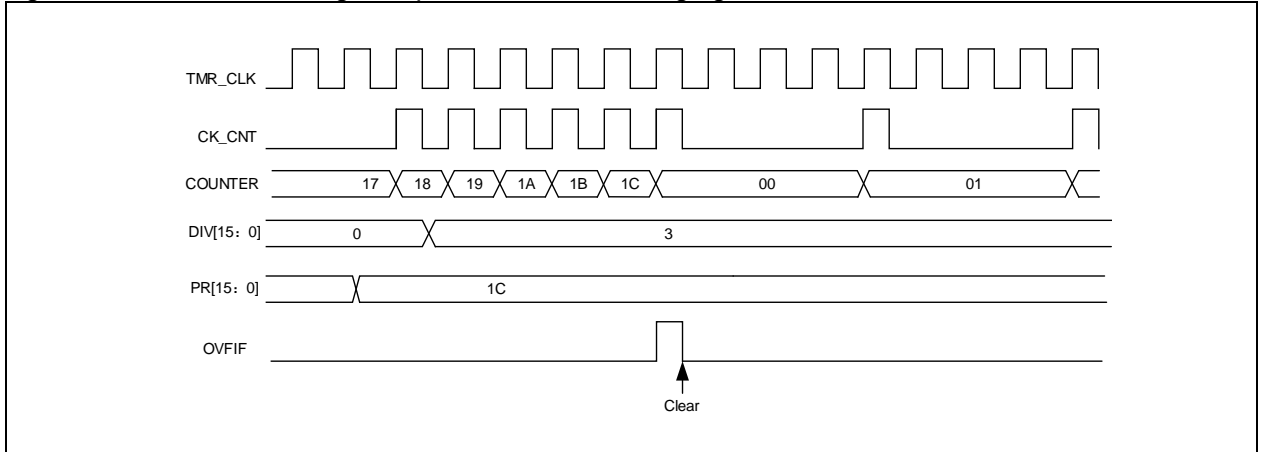 TMR_CLK
CK_CNT
COUNTER 17 18 19 1A 1B 1C 00 01
DIV[15：0] 0 3
PR[15：0] 1C
OVFIF
Clear